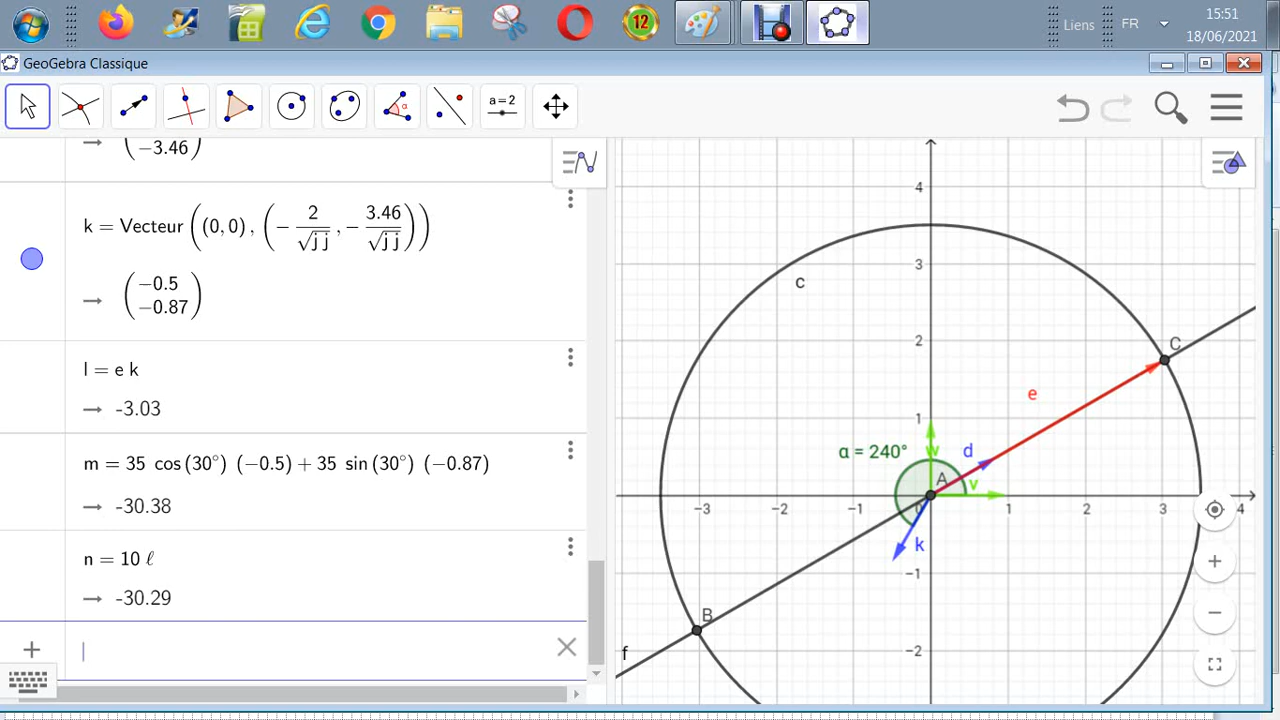 12
Liens
FR
15:51
18/06/2021
GeoGebra Classique
a = 2
α
→ (−3.46)
k = Vecteur ((0,0), (− 2/√j j, − 3.46/√j j))
→ (−0.5
−0.87)
l = e k
→ -3.03
m = 35 cos(30°) (−0.5) + 35 sin(30°) (−0.87)
→ -30.38
n = 10 ℓ
→ -30.29
+
4
3
c
2
C
e
1
α = 240°
w
d
A
v
−3
−2
−1
0
1
2
3
4
k
−1
B
f
−2